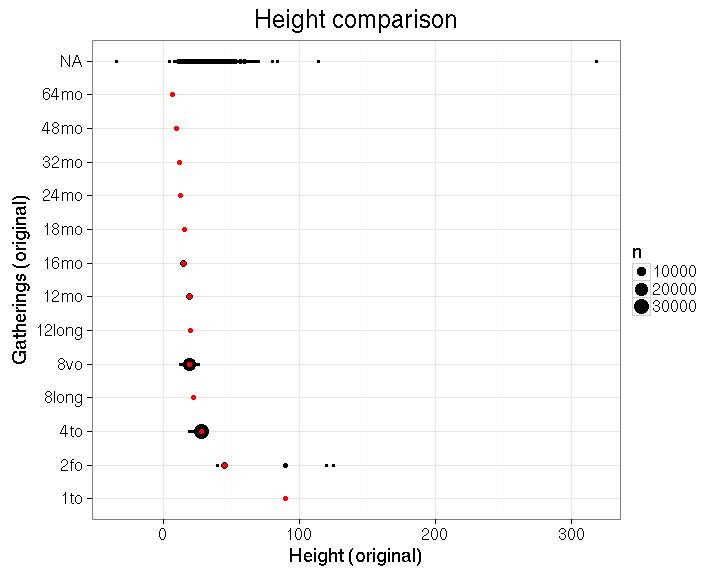 Height comparison
Gatherings (original)
NA
64mo
48mo
32mo
24mo
18mo
16mo
12mo
12long
8vo
8long
4to
2fo
1to
0 100 200 300
Height (original)
n
10000
20000
30000